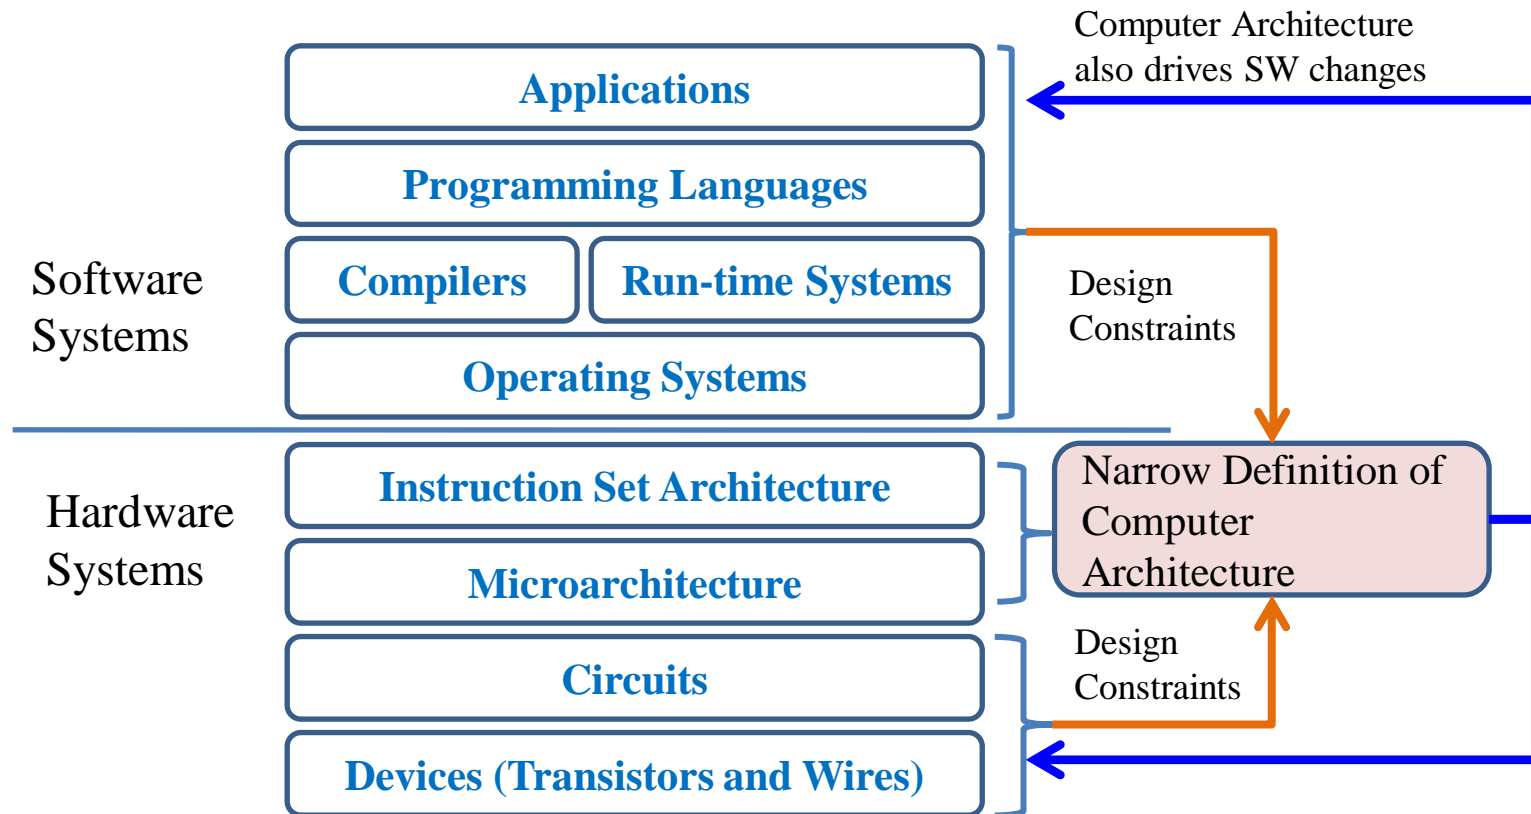 Computer Architecture
also drives SW changes
Applications
Programming Languages
Software
Systems
Compilers
Run-time Systems
Design
Constraints
Operating Systems
Hardware
Systems
Instruction Set Architecture
Narrow Definition of
Computer
Architecture
Microarchitecture
Circuits
Design
Constraints
Devices (Transistors and Wires)